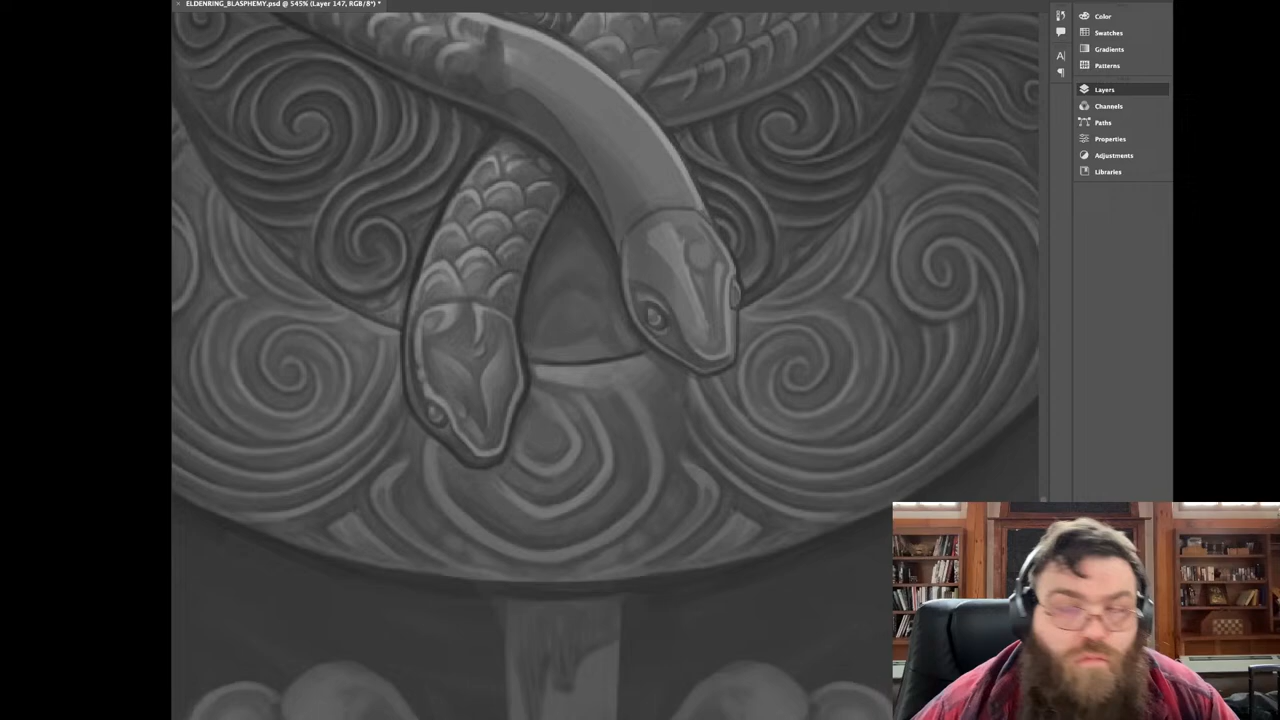 ELDENRING_BLASPHEMY.psd @ 545% (Layer 147, RGB/8*) *
Color
Swatches
Gradients
Patterns
Layers
Channels
Paths
Properties
Adjustments
Libraries